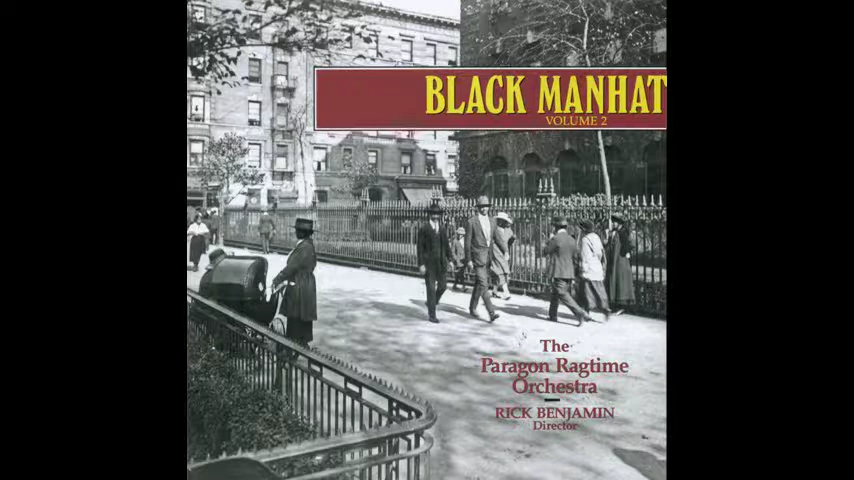 BLACK MANHAT
VOLUME 2
The
Paragon Ragtime
Orchestra
RICK BENJAMIN
Director